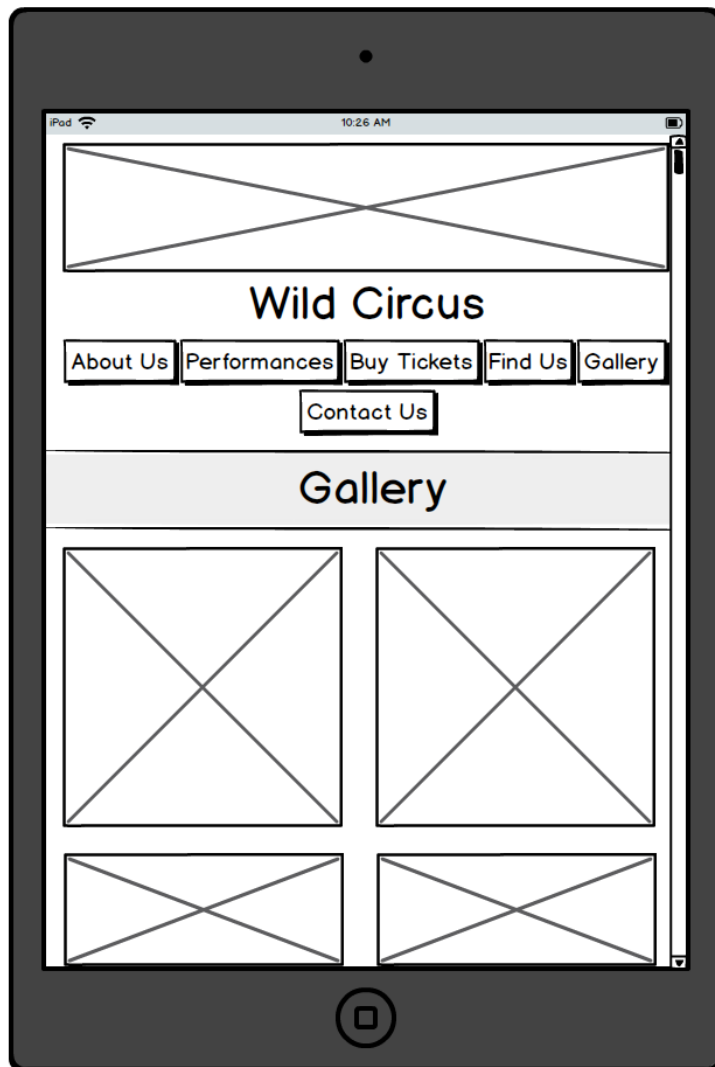 iPad 10:26 AM
Wild Circus
About Us Performances Buy Tickets Find Us Gallery
Contact Us
Gallery